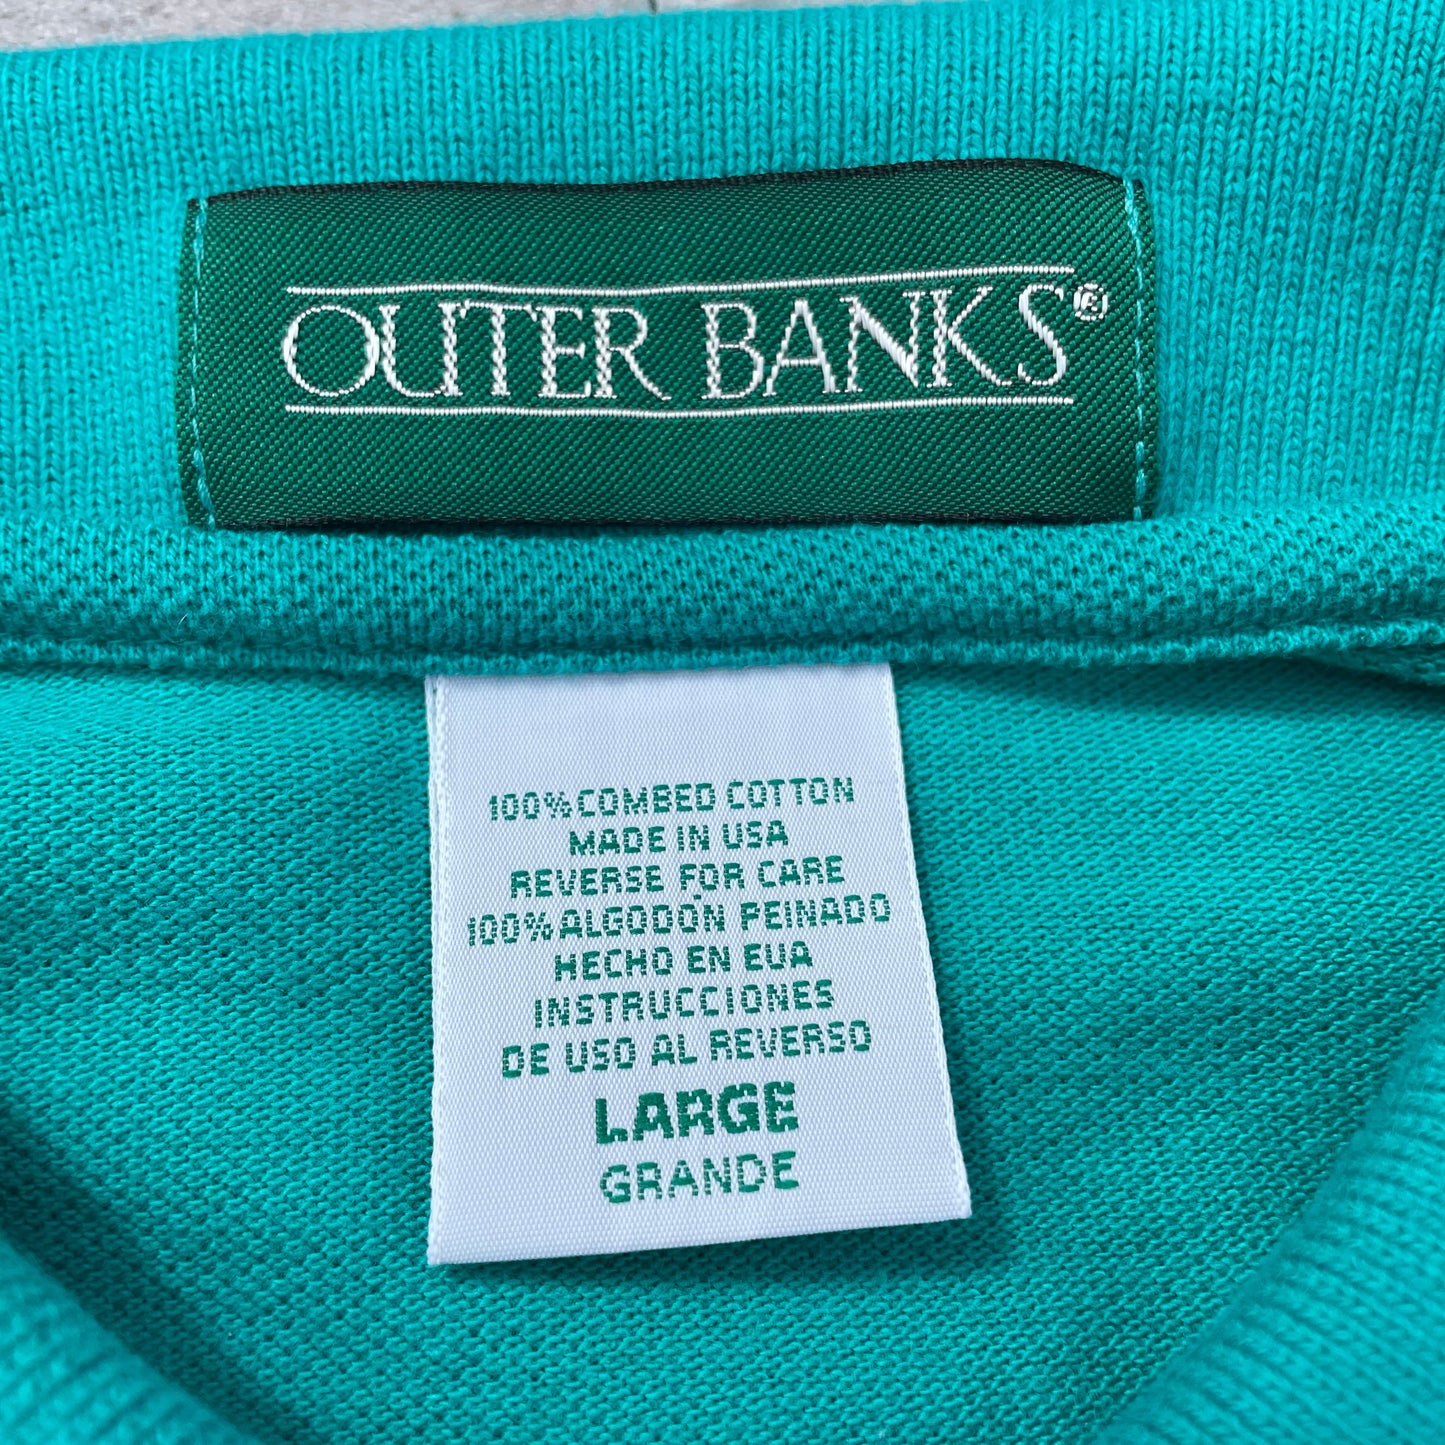 OUTER BANKS®
100% COMBED COTTON
MADE IN USA
REVERSE FOR CARE
100% ALGODÓN PEINADO
HECHO EN EUA
INSTRUCCIONES
DE USO AL REVERSO
LARGE
GRANDE